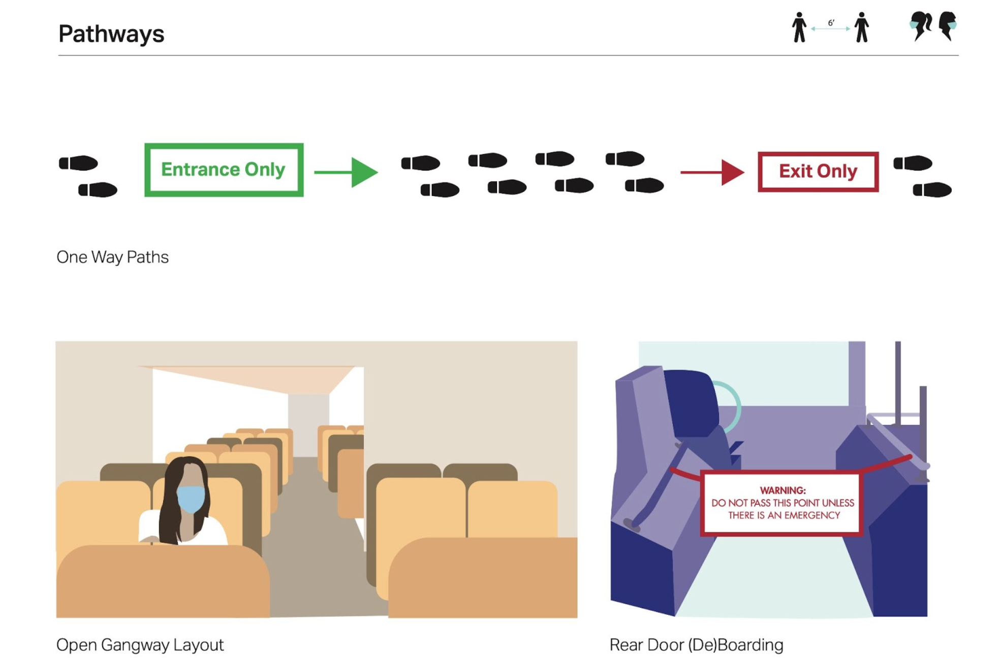 Pathways
6'
Entrance Only
Exit Only
One Way Paths
WARNING:
DO NOT PASS THIS POINT UNLESS
THERE IS AN EMERGENCY
Open Gangway Layout
Rear Door (De)Boarding